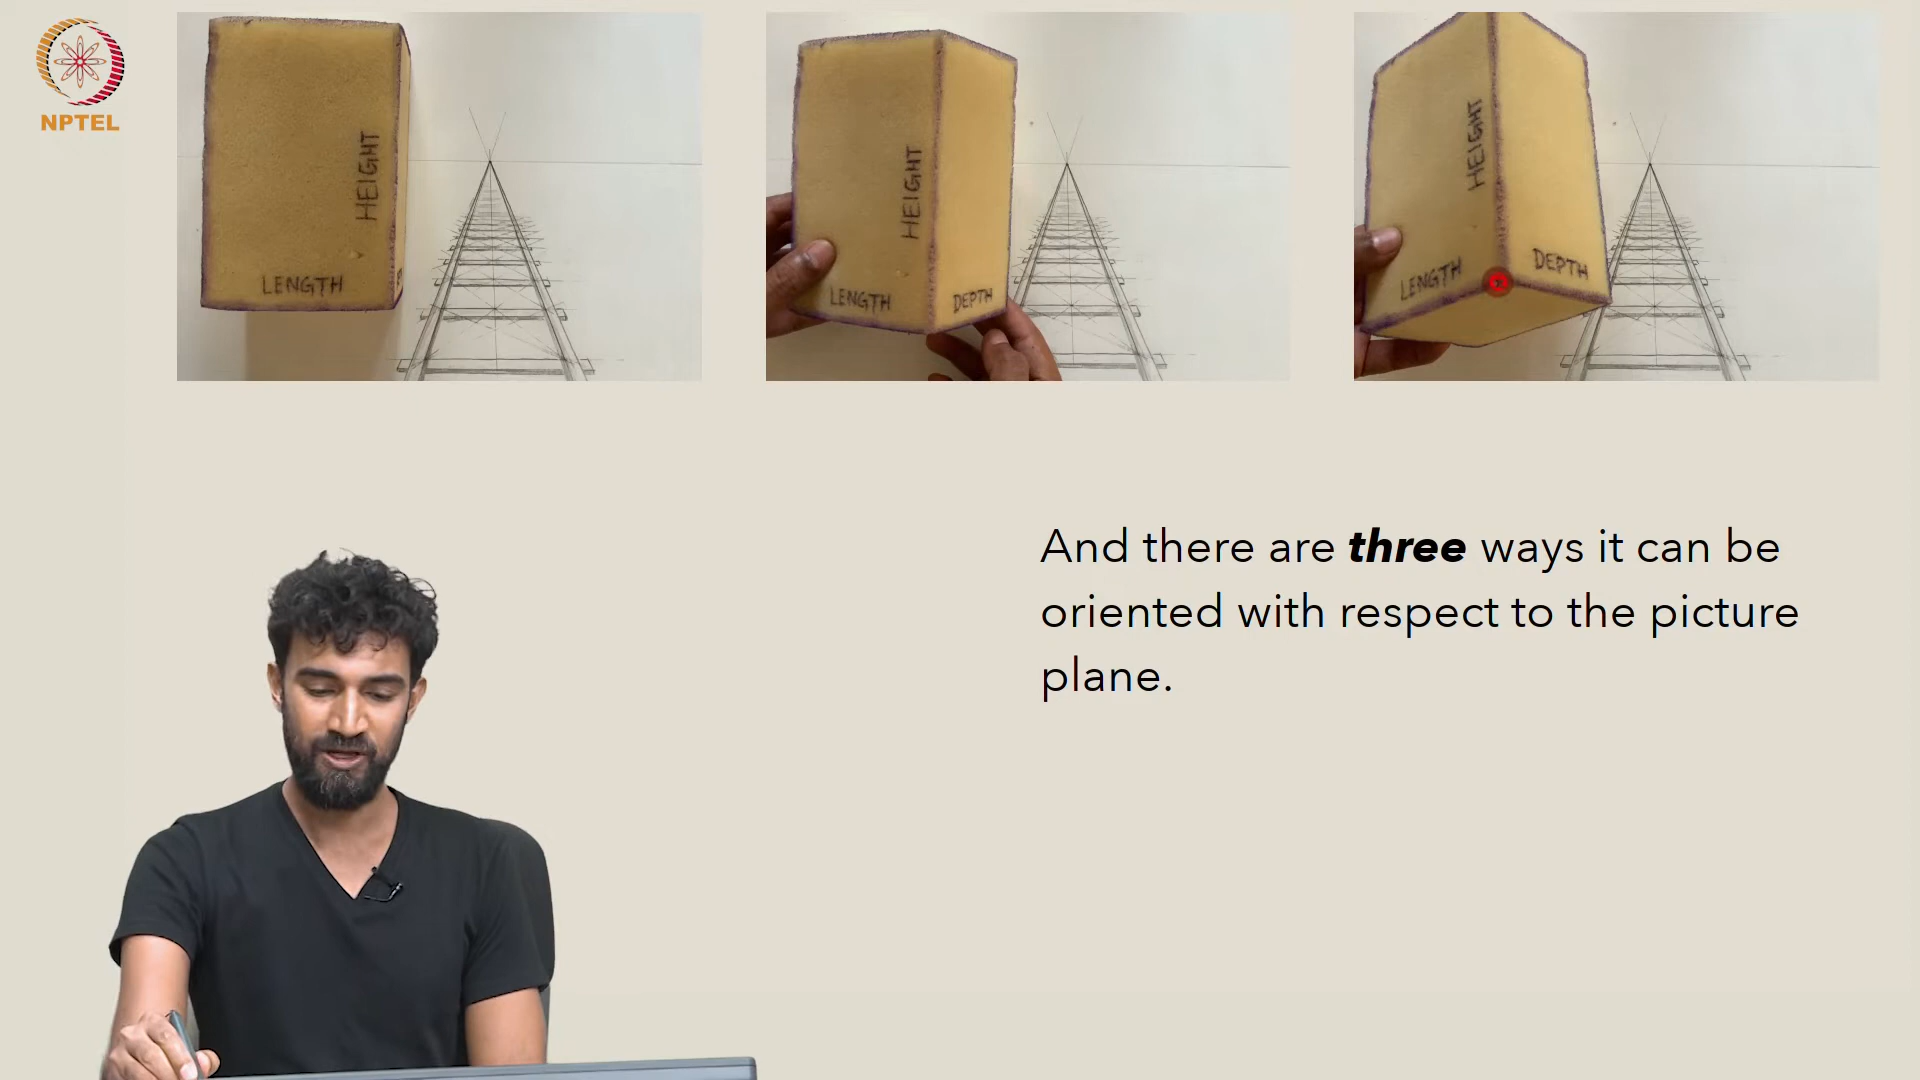 NPTEL
HEIGHT
LENGTH
HEIGHT
LENGTH
DEPTH
HEIGHT
LENGTH
DEPTH
And there are three ways it can be
oriented with respect to the picture
plane.